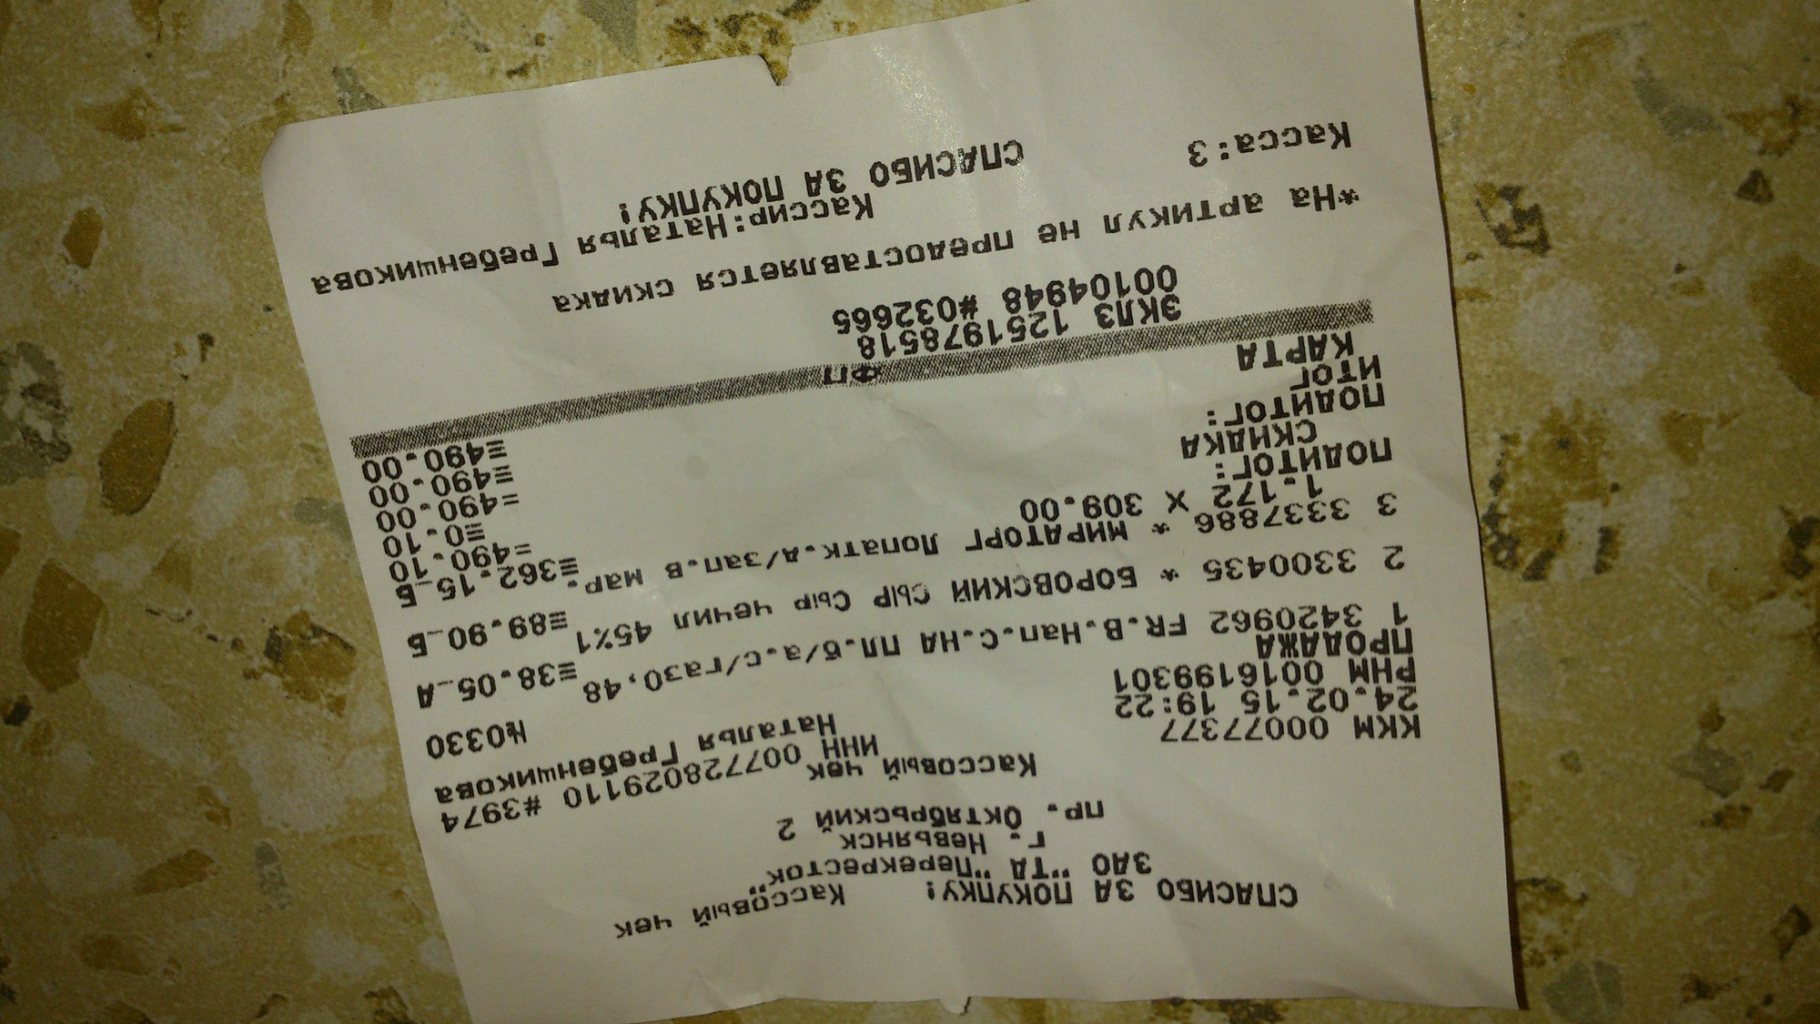 СПАСИБО ЗА ПОКУПКУ!
Кассовый чек
ЗАО "ТД "Перекресток"
г. Невьянск
пр. Октябрьский 2
Кассовый чек
ККМ 00077377 ИНН 007728029110 #3974
24.02.15 19:22 Наталья Гребенщикова
РНМ 0016199301
ПРОДАЖА №0330
1 3420962 FR.В.Нап.С.НА ПЛ.б/а.с/газ0,48
≡38.05_А
2 3300435 * БОРОВСКИЙ СЫР Сыр чечил 45%1
≡89.90_Б
3 3337886 * МИРАТОРГ Лопатк.д/зап.в мар.
1.172 X 309.00 ≡362.15_Б
ПОДИТОГ: =490.10
СКИДКА ≡0.10
ПОДИТОГ: =490.00
ИТОГ ≡490.00
КАРТА ≡490.00
ФП
ЭКЛЗ 1251978518
00104948 #032665
*На артикул не предоставляется скидка
Касса:3 Кассир:Наталья Гребенщикова
СПАСИБО ЗА ПОКУПКУ!